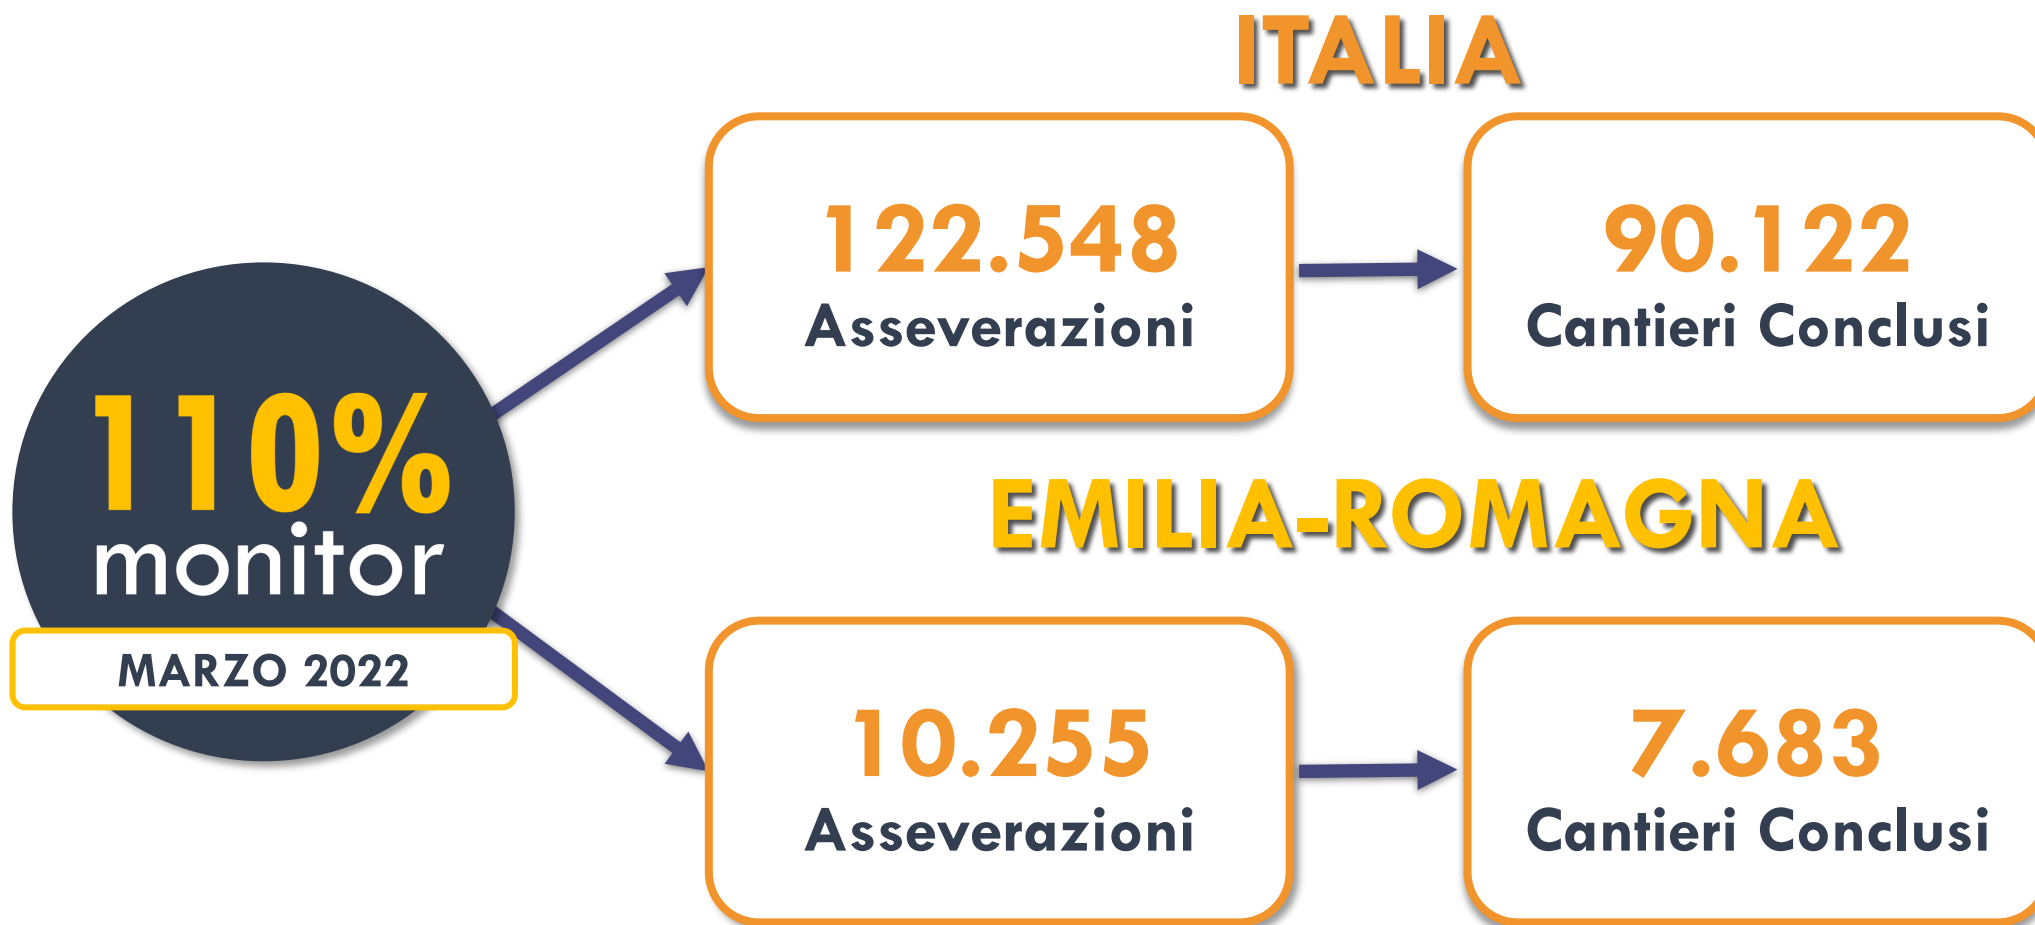 110%
monitor
MARZO 2022
ITALIA
122.548
Asseverazioni
90.122
Cantieri Conclusi
EMILIA-ROMAGNA
10.255
Asseverazioni
7.683
Cantieri Conclusi